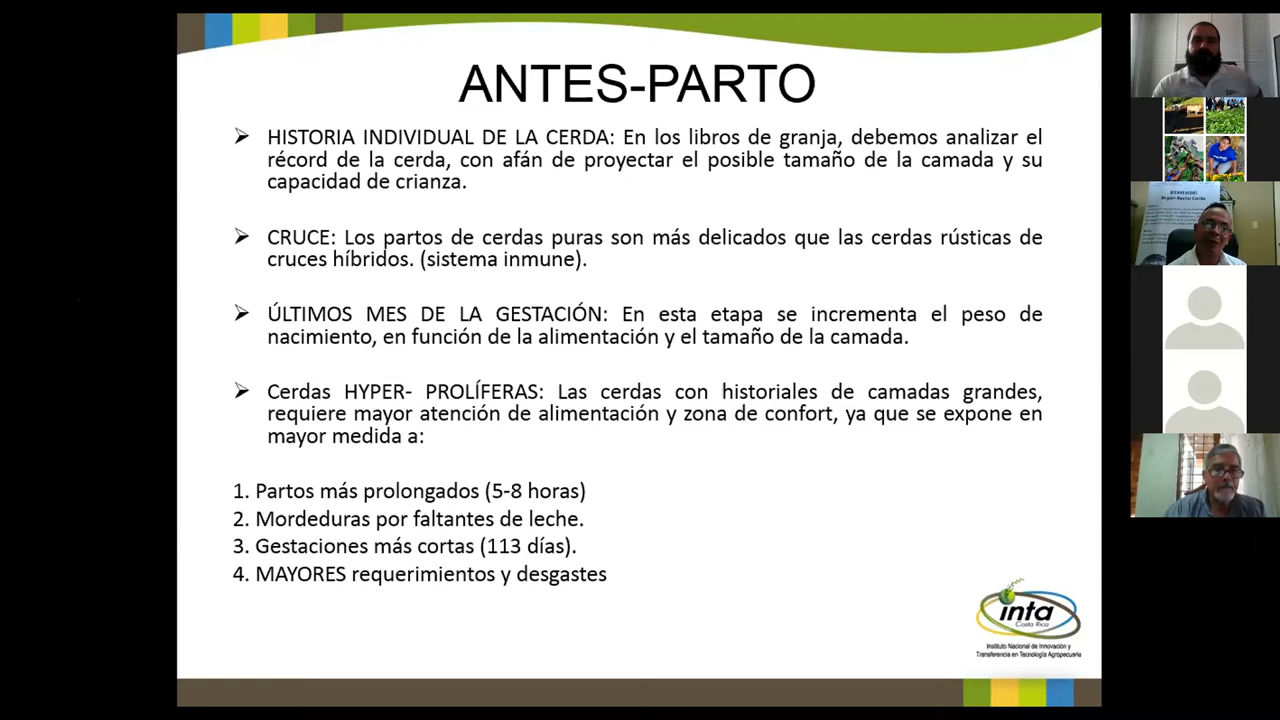 ANTES-PARTO
HISTORIA INDIVIDUAL DE LA CERDA: En los libros de granja, debemos analizar el
récord de la cerda, con afán de proyectar el posible tamaño de la camada y su
capacidad de crianza.
CRUCE: Los partos de cerdas puras son más delicados que las cerdas rústicas de
cruces híbridos. (sistema inmune).
ÚLTIMOS MES DE LA GESTACIÓN: En esta etapa se incrementa el peso de
nacimiento, en función de la alimentación y el tamaño de la camada.
Cerdas HYPER- PROLÍFERAS: Las cerdas con historiales de camadas grandes,
requiere mayor atención de alimentación y zona de confort, ya que se expone en
mayor medida a:
1. Partos más prolongados (5-8 horas)
2. Mordeduras por faltantes de leche.
3. Gestaciones más cortas (113 días).
4. MAYORES requerimientos y desgastes
inta
Costa Rica
Instituto Nacional de Innovación y
Transferencia en Tecnología Agropecuaria
BIENVENIDOS
Región Huetar Caribe